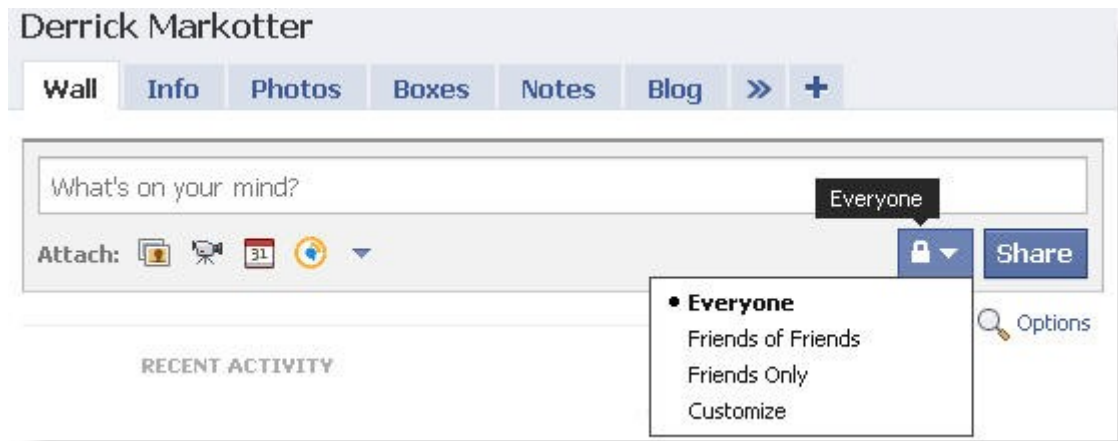 Derrick Markotter
Wall Info Photos Boxes Notes Blog » +
What's on your mind?
Everyone
Attach: 31 Share
• Everyone
Friends of Friends
Friends Only
Customize
Options
RECENT ACTIVITY